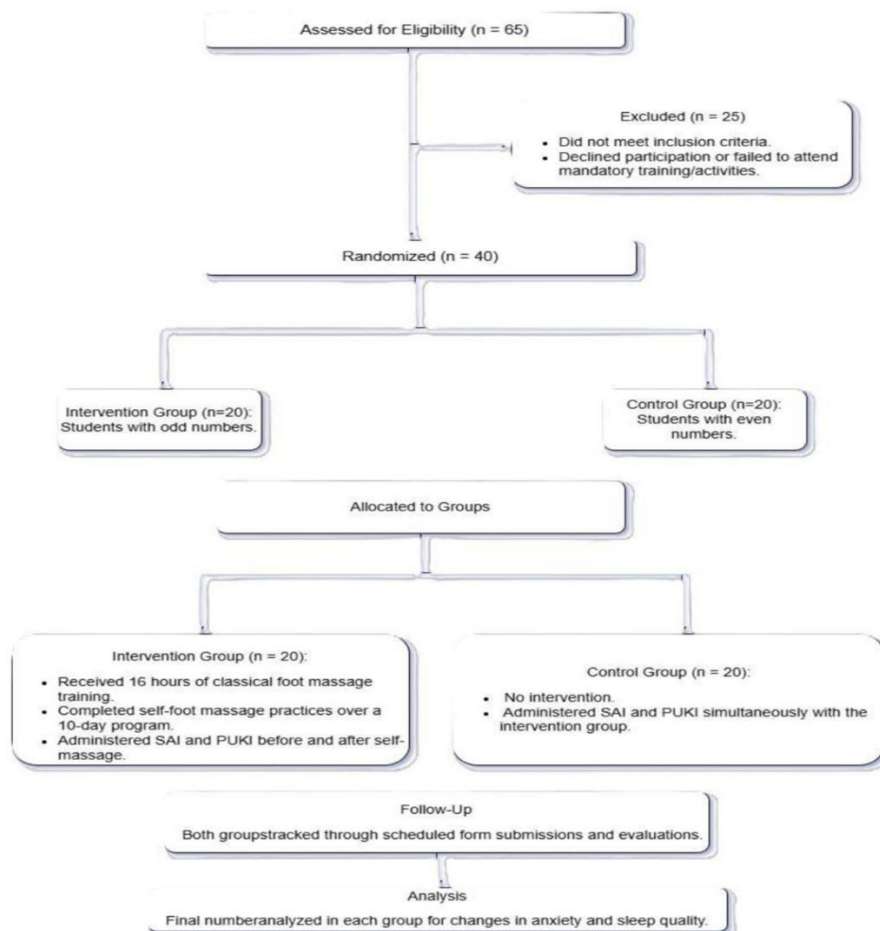 Assessed for Eligibility (n = 65)
Excluded (n = 25)
• Did not meet inclusion criteria.
• Declined participation or failed to attend
mandatory training/activities.
Randomized (n = 40)
Intervention Group (n=20):
Students with odd numbers.
Control Group (n=20):
Students with even
numbers.
Allocated to Groups
Intervention Group (n = 20):
• Received 16 hours of classical foot massage
training.
• Completed self-foot massage practices over a
10-day program.
• Administered SAI and PUKI before and after self-
massage.
Control Group (n = 20):
• No intervention.
• Administered SAI and PUKI simultaneously with the
intervention group.
Follow-Up
Both groupstracked through scheduled form submissions and evaluations.
Analysis
Final numberanalyzed in each group for changes in anxiety and sleep quality.